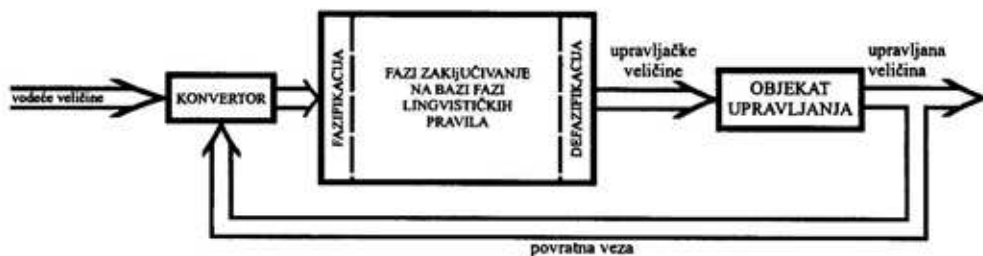 vodeće veličine
KONVERTOR
FAZIFIKACIJA
FAZI ZAKljUČIVANJE
NA BAZI FAZI
LINGVISTIČKIH
PRAVILA
DEFAZIFIKACIJA
upravljačke
veličine
OBJEKAT
UPRAVLJANJA
upravljana
veličina
povratna veza